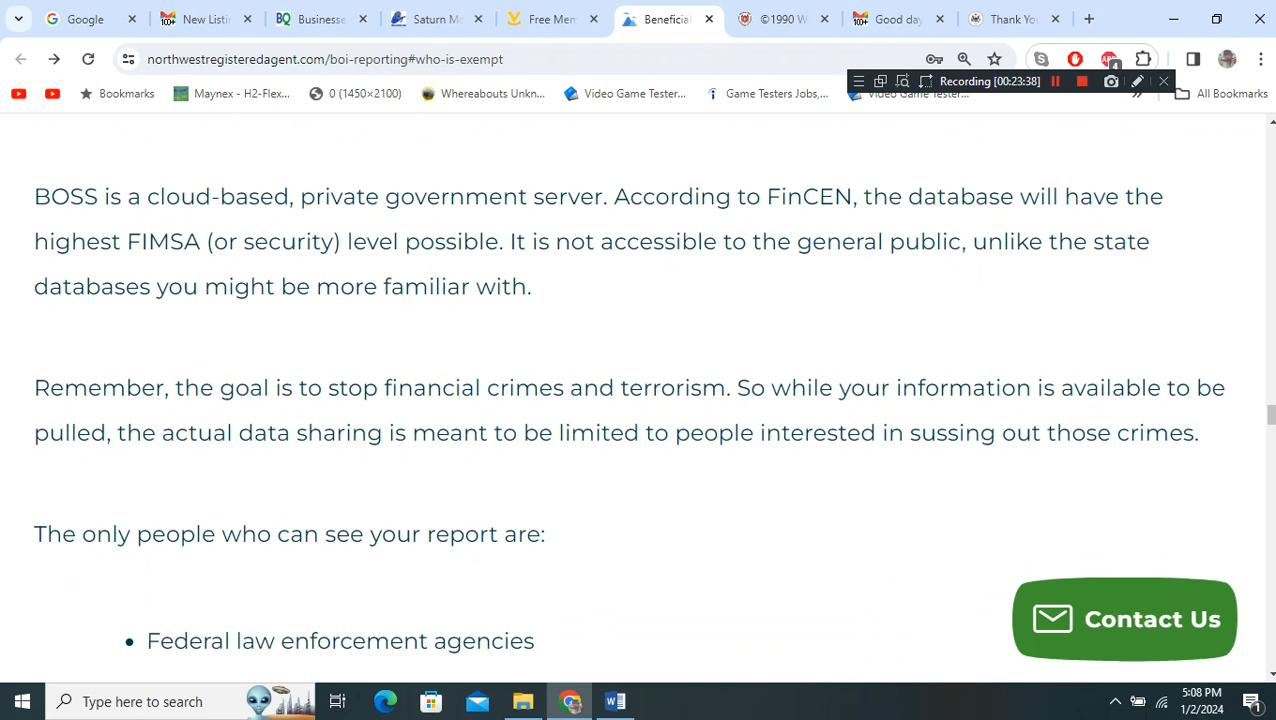 Google
New Listi
Businesse
Saturn Mo
Free Mem
Beneficial
©1990 W
Good day
Thank You
northwestregisteredagent.com/boi-reporting#who-is-exempt
Recording [00:23:38]
Bookmarks
Maynex - H2-Flex...
0 (1450×2100)
Whereabouts Unkn...
Video Game Tester...
Game Testers Jobs,...
Video Game Tester...
All Bookmarks
BOSS is a cloud-based, private government server. According to FinCEN, the database will have the
highest FIMSA (or security) level possible. It is not accessible to the general public, unlike the state
databases you might be more familiar with.
Remember, the goal is to stop financial crimes and terrorism. So while your information is available to be
pulled, the actual data sharing is meant to be limited to people interested in sussing out those crimes.
The only people who can see your report are:
• Federal law enforcement agencies
Contact Us
Type here to search
5:08 PM
1/2/2024